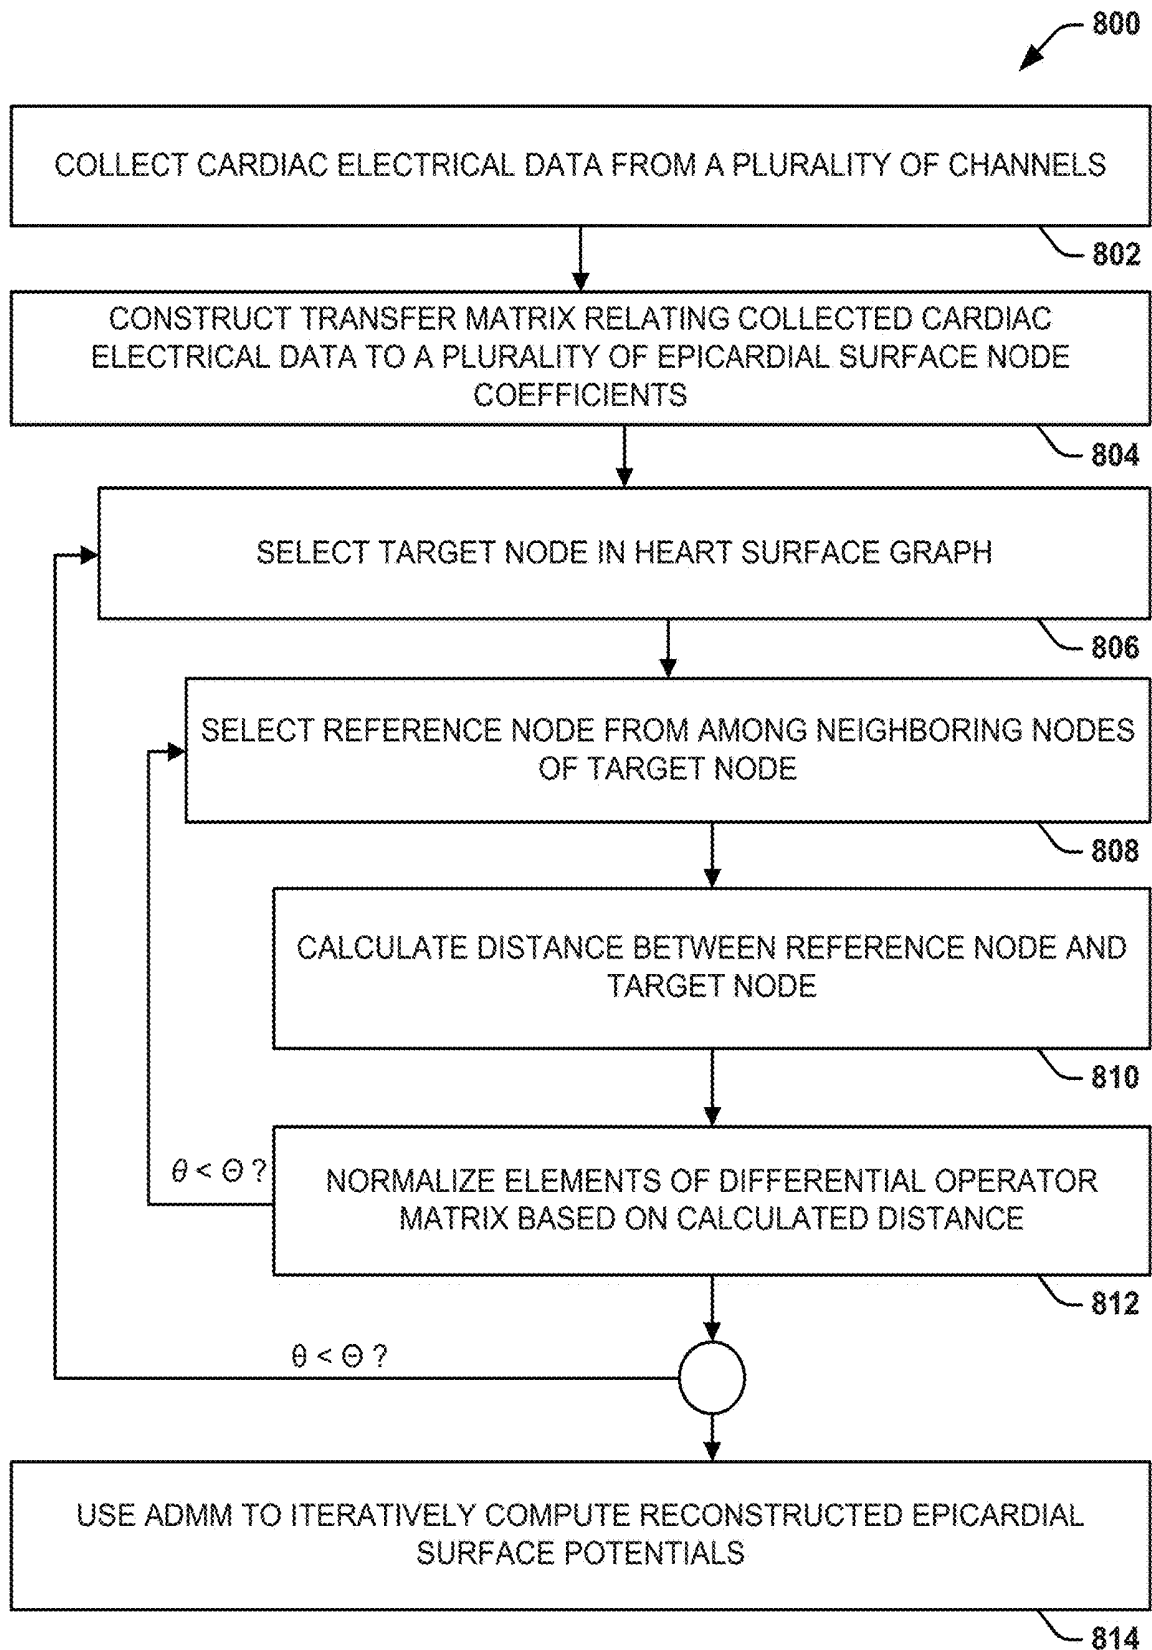 800
COLLECT CARDIAC ELECTRICAL DATA FROM A PLURALITY OF CHANNELS
802
CONSTRUCT TRANSFER MATRIX RELATING COLLECTED CARDIAC
ELECTRICAL DATA TO A PLURALITY OF EPICARDIAL SURFACE NODE
COEFFICIENTS
804
SELECT TARGET NODE IN HEART SURFACE GRAPH
806
SELECT REFERENCE NODE FROM AMONG NEIGHBORING NODES
OF TARGET NODE
808
CALCULATE DISTANCE BETWEEN REFERENCE NODE AND
TARGET NODE
810
θ < Θ ?
NORMALIZE ELEMENTS OF DIFFERENTIAL OPERATOR
MATRIX BASED ON CALCULATED DISTANCE
812
θ < Θ ?
USE ADMM TO ITERATIVELY COMPUTE RECONSTRUCTED EPICARDIAL
SURFACE POTENTIALS
814